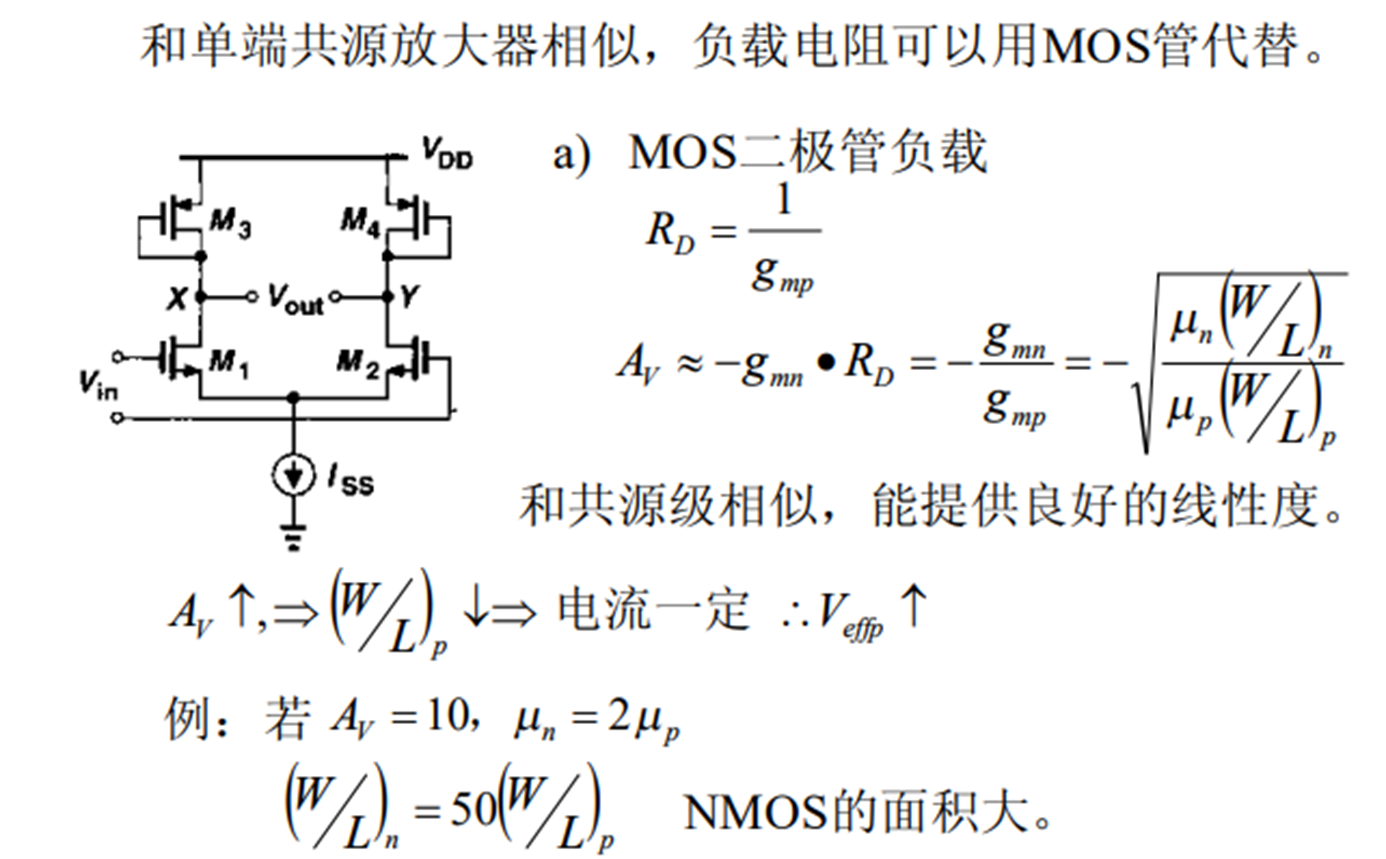 和单端共源放大器相似，负载电阻可以用MOS管代替。
V_DD
M_3
M_4
X
V_out
Y
M_1
M_2
V_in
I_SS
a) MOS二极管负载
R_D = 1/g_mp
A_V ≈ -g_mn • R_D = - g_mn/g_mp = - √(μ_n(W/L)_n / μ_p(W/L)_p)
和共源级相似，能提供良好的线性度。
A_V ↑,⇒ (W/L)_p ↓⇒ 电流一定 ∴V_effp ↑
例：若 A_V = 10，μ_n = 2μ_p
(W/L)_n = 50(W/L)_p NMOS的面积大。